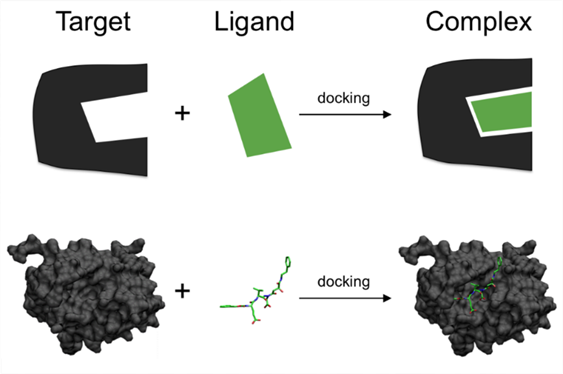 Target
Ligand
Complex
+
docking
+
docking